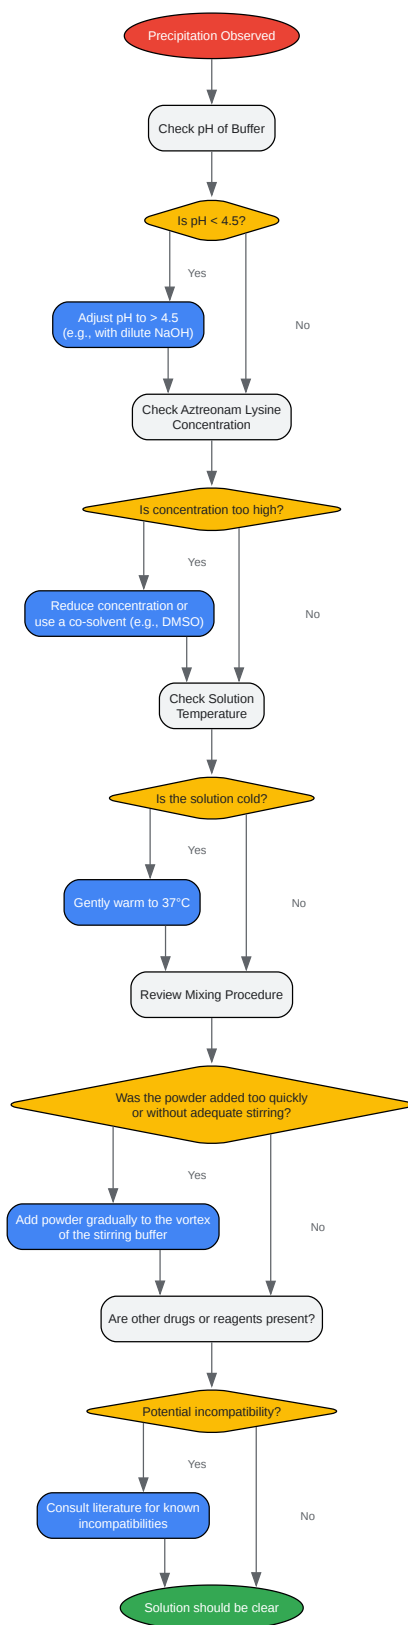 Precipitation Observed
Check pH of Buffer
Is pH < 4.5?
Yes
Adjust pH to > 4.5
(e.g., with dilute NaOH)
No
Check Aztreonam Lysine
Concentration
Is concentration too high?
Yes
Reduce concentration or
use a co-solvent (e.g., DMSO)
No
Check Solution
Temperature
Is the solution cold?
Yes
Gently warm to 37°C
No
Review Mixing Procedure
Was the powder added too quickly
or without adequate stirring?
Yes
Add powder gradually to the vortex
of the stirring buffer
No
Are other drugs or reagents present?
Potential incompatibility?
Yes
Consult literature for known
incompatibilities
No
Solution should be clear